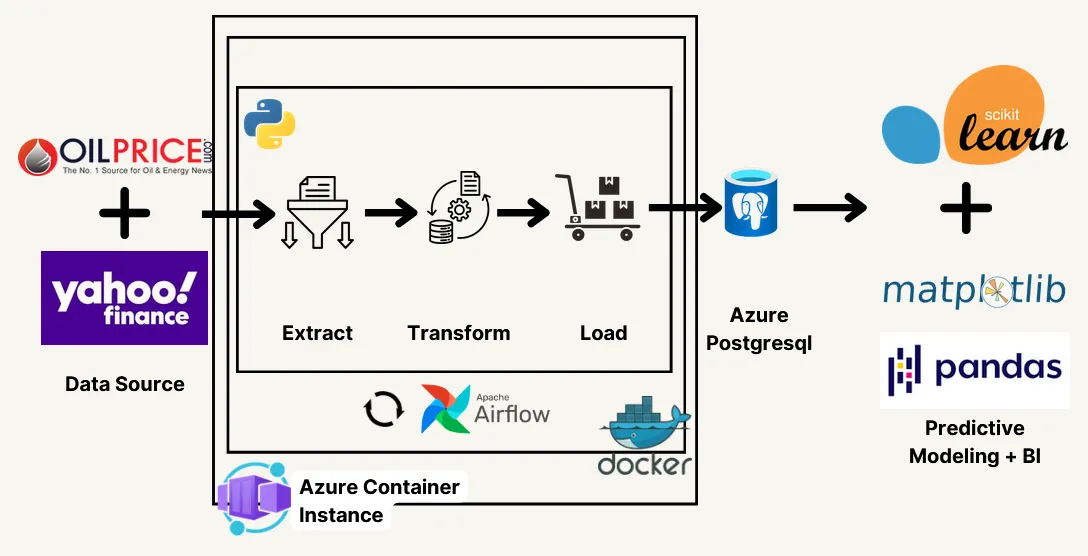 OILPRICE.com
The No. 1 Source for Oil & Energy News
yahoo!
finance
Data Source
Extract
Transform
Load
Apache
Airflow
docker
Azure Container
Instance
Azure
Postgresql
scikit
learn
matplotlib
pandas
Predictive
Modeling + BI